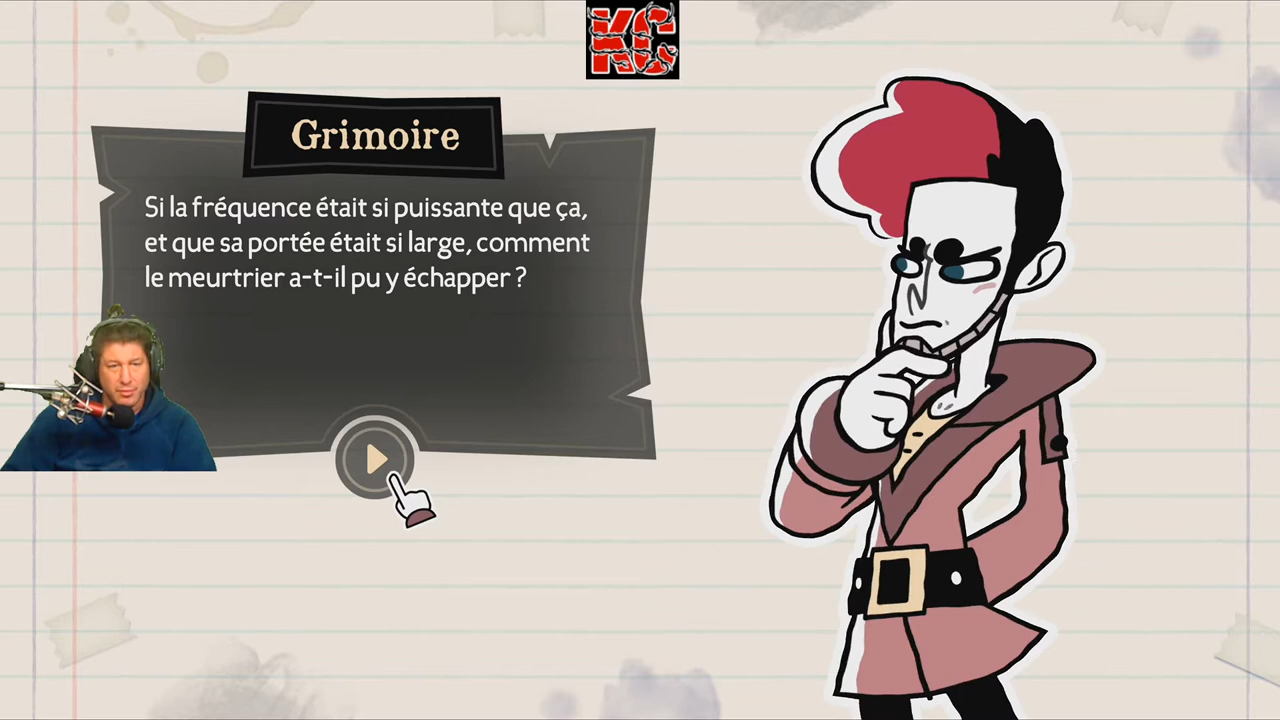 KC
Grimoire
Si la fréquence était si puissante que ça,
et que sa portée était si large, comment
le meurtrier a-t-il pu y échapper ?